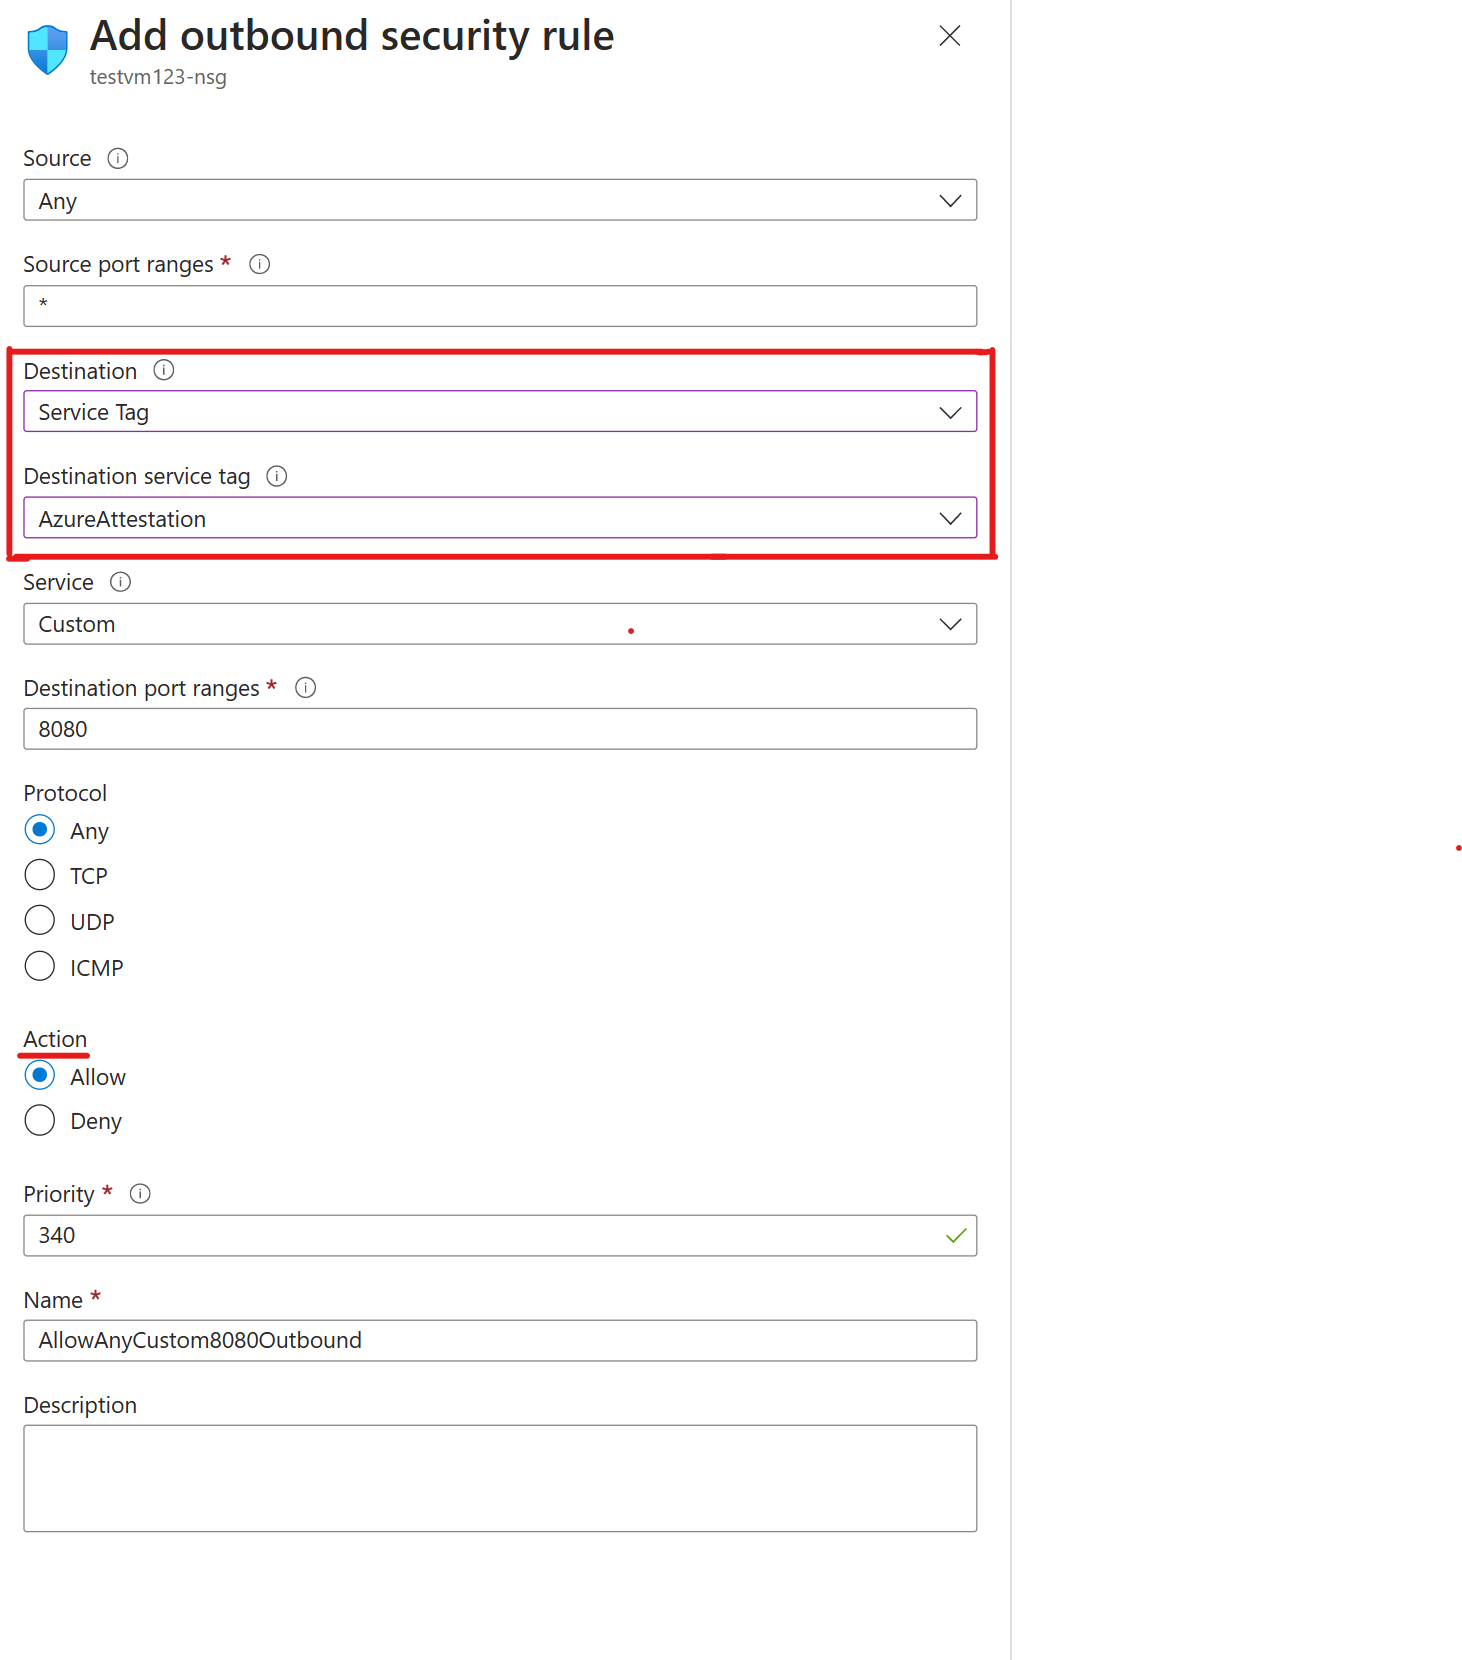 Add outbound security rule
testvm123-nsg
Source
Any
Source port ranges *
*
Destination
Service Tag
Destination service tag
AzureAttestation
Service
Custom
Destination port ranges *
8080
Protocol
Any
TCP
UDP
ICMP
Action
Allow
Deny
Priority *
340
Name *
AllowAnyCustom8080Outbound
Description